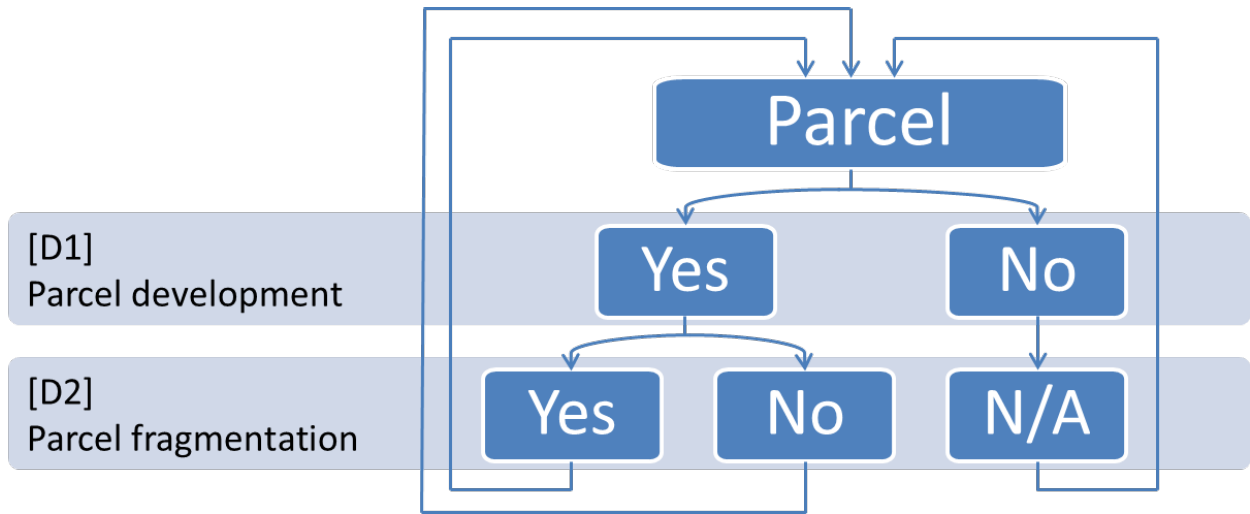 Parcel
[D1]
Parcel development
Yes
No
[D2]
Parcel fragmentation
Yes
No
N/A